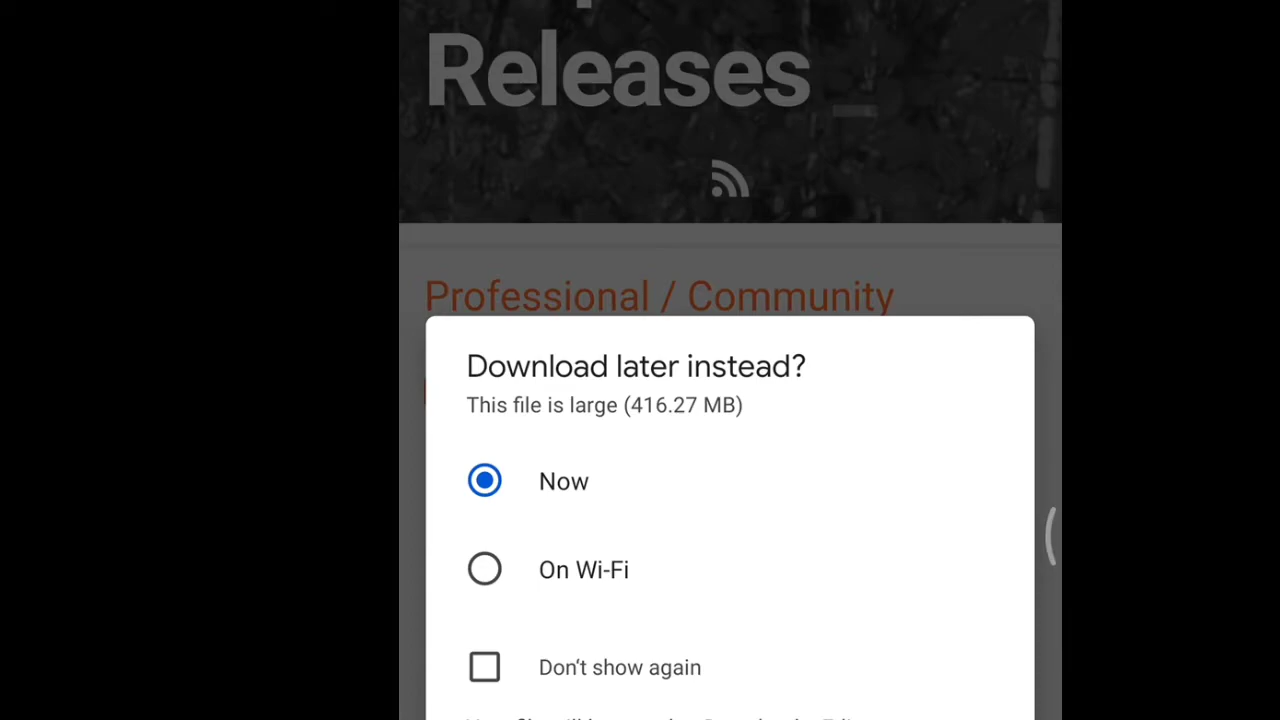 Releases _
Professional / Community
Download later instead?
This file is large (416.27 MB)
Now
On Wi-Fi
Don't show again